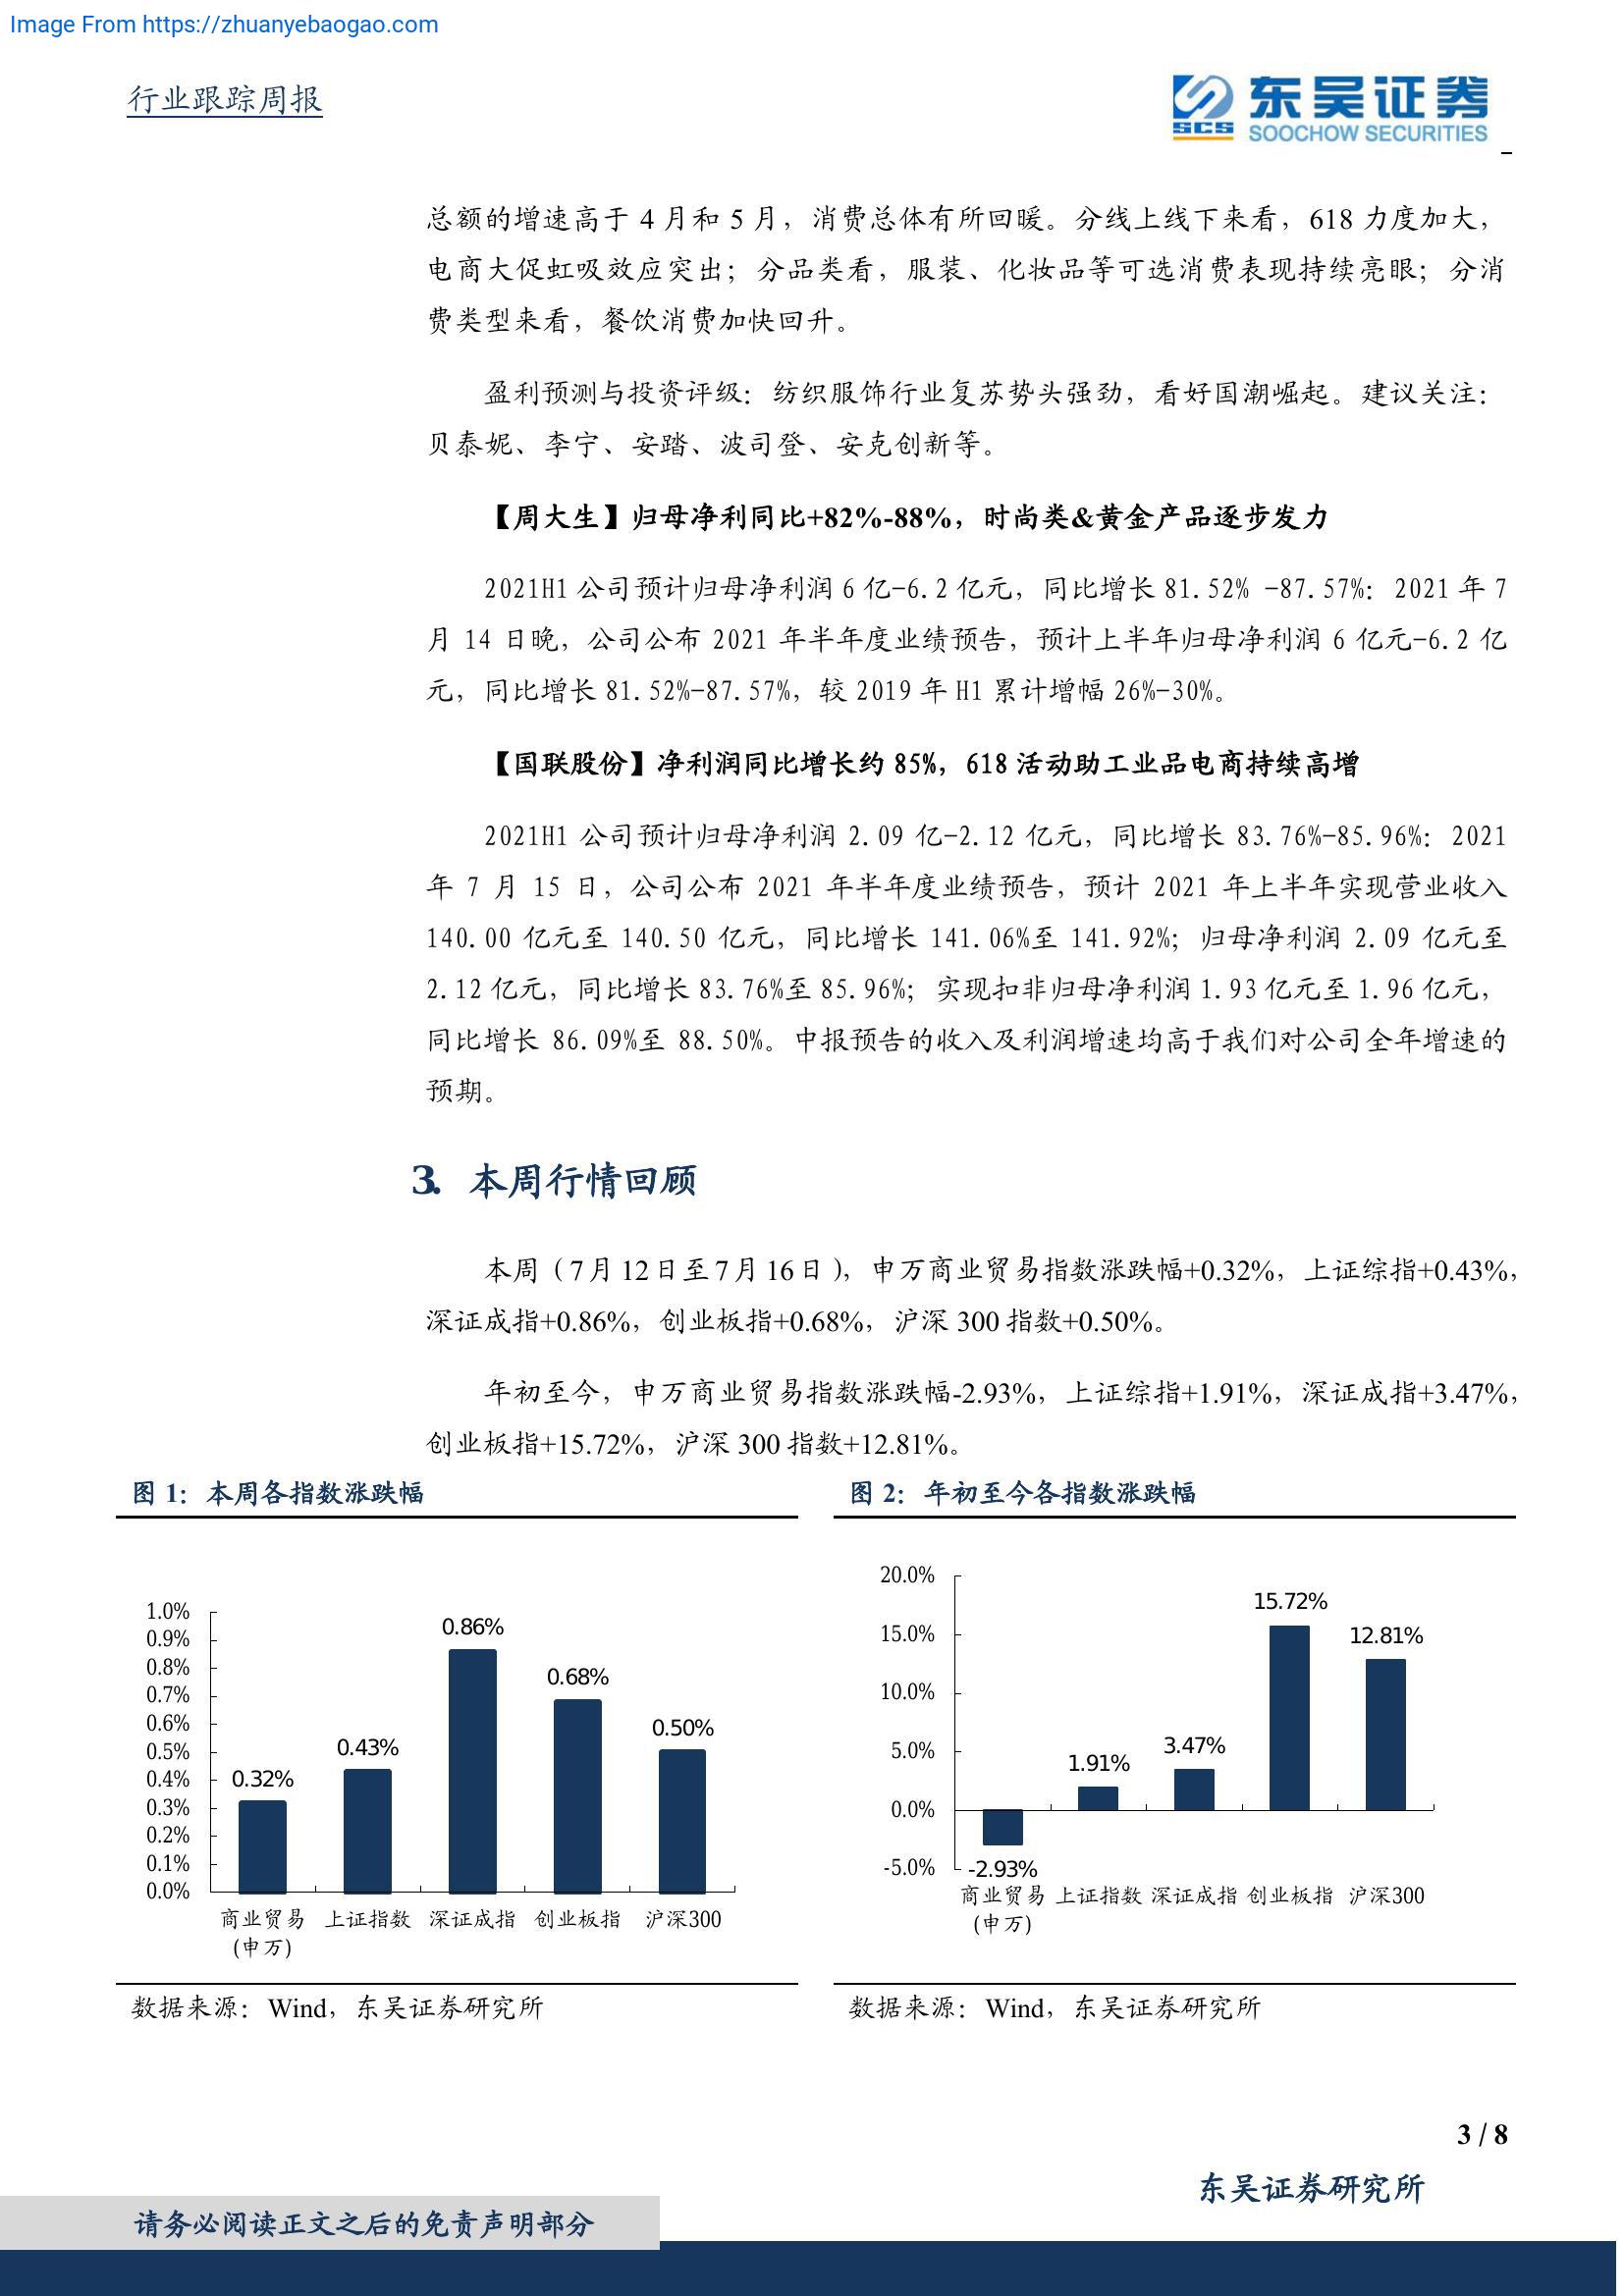 Image From https://zhuanyebaogao.com
行业跟踪周报
东吴证券
SCS
SOOCHOW SECURITIES
总额的增速高于 4 月和 5 月，消费总体有所回暖。分线上线下来看，618 力度加大，
电商大促虹吸效应突出；分品类看，服装、化妆品等可选消费表现持续亮眼；分消
费类型来看，餐饮消费加快回升。
盈利预测与投资评级：纺织服饰行业复苏势头强劲，看好国潮崛起。建议关注：
贝泰妮、李宁、安踏、波司登、安克创新等。
【周大生】归母净利同比+82%-88%，时尚类&黄金产品逐步发力
2021H1 公司预计归母净利润 6 亿-6.2 亿元，同比增长 81.52% -87.57%：2021 年 7
月 14 日晚，公司公布 2021 年半年度业绩预告，预计上半年归母净利润 6 亿元-6.2 亿
元，同比增长 81.52%-87.57%，较 2019 年 H1 累计增幅 26%-30%。
【国联股份】净利润同比增长约 85%，618 活动助工业品电商持续高增
2021H1 公司预计归母净利润 2.09 亿-2.12 亿元，同比增长 83.76%-85.96%：2021
年 7 月 15 日，公司公布 2021 年半年度业绩预告，预计 2021 年上半年实现营业收入
140.00 亿元至 140.50 亿元，同比增长 141.06%至 141.92%；归母净利润 2.09 亿元至
2.12 亿元，同比增长 83.76%至 85.96%；实现扣非归母净利润 1.93 亿元至 1.96 亿元，
同比增长 86.09%至 88.50%。中报预告的收入及利润增速均高于我们对公司全年增速的
预期。
3. 本周行情回顾
本周（7 月 12 日至 7 月 16 日），申万商业贸易指数涨跌幅+0.32%，上证综指+0.43%，
深证成指+0.86%，创业板指+0.68%，沪深 300 指数+0.50%。
年初至今，申万商业贸易指数涨跌幅-2.93%，上证综指+1.91%，深证成指+3.47%，
创业板指+15.72%，沪深 300 指数+12.81%。
图 1：本周各指数涨跌幅
1.0%
0.9%
0.8%
0.7%
0.6%
0.5%
0.4%
0.3%
0.2%
0.1%
0.0%
0.32%
0.43%
0.86%
0.68%
0.50%
商业贸易 上证指数 深证成指 创业板指 沪深300
(申万)
数据来源：Wind，东吴证券研究所
图 2：年初至今各指数涨跌幅
20.0%
15.0%
10.0%
5.0%
0.0%
-5.0%
-2.93%
1.91%
3.47%
15.72%
12.81%
商业贸易 上证指数 深证成指 创业板指 沪深300
(申万)
数据来源：Wind，东吴证券研究所
3 / 8
东吴证券研究所
请务必阅读正文之后的免责声明部分